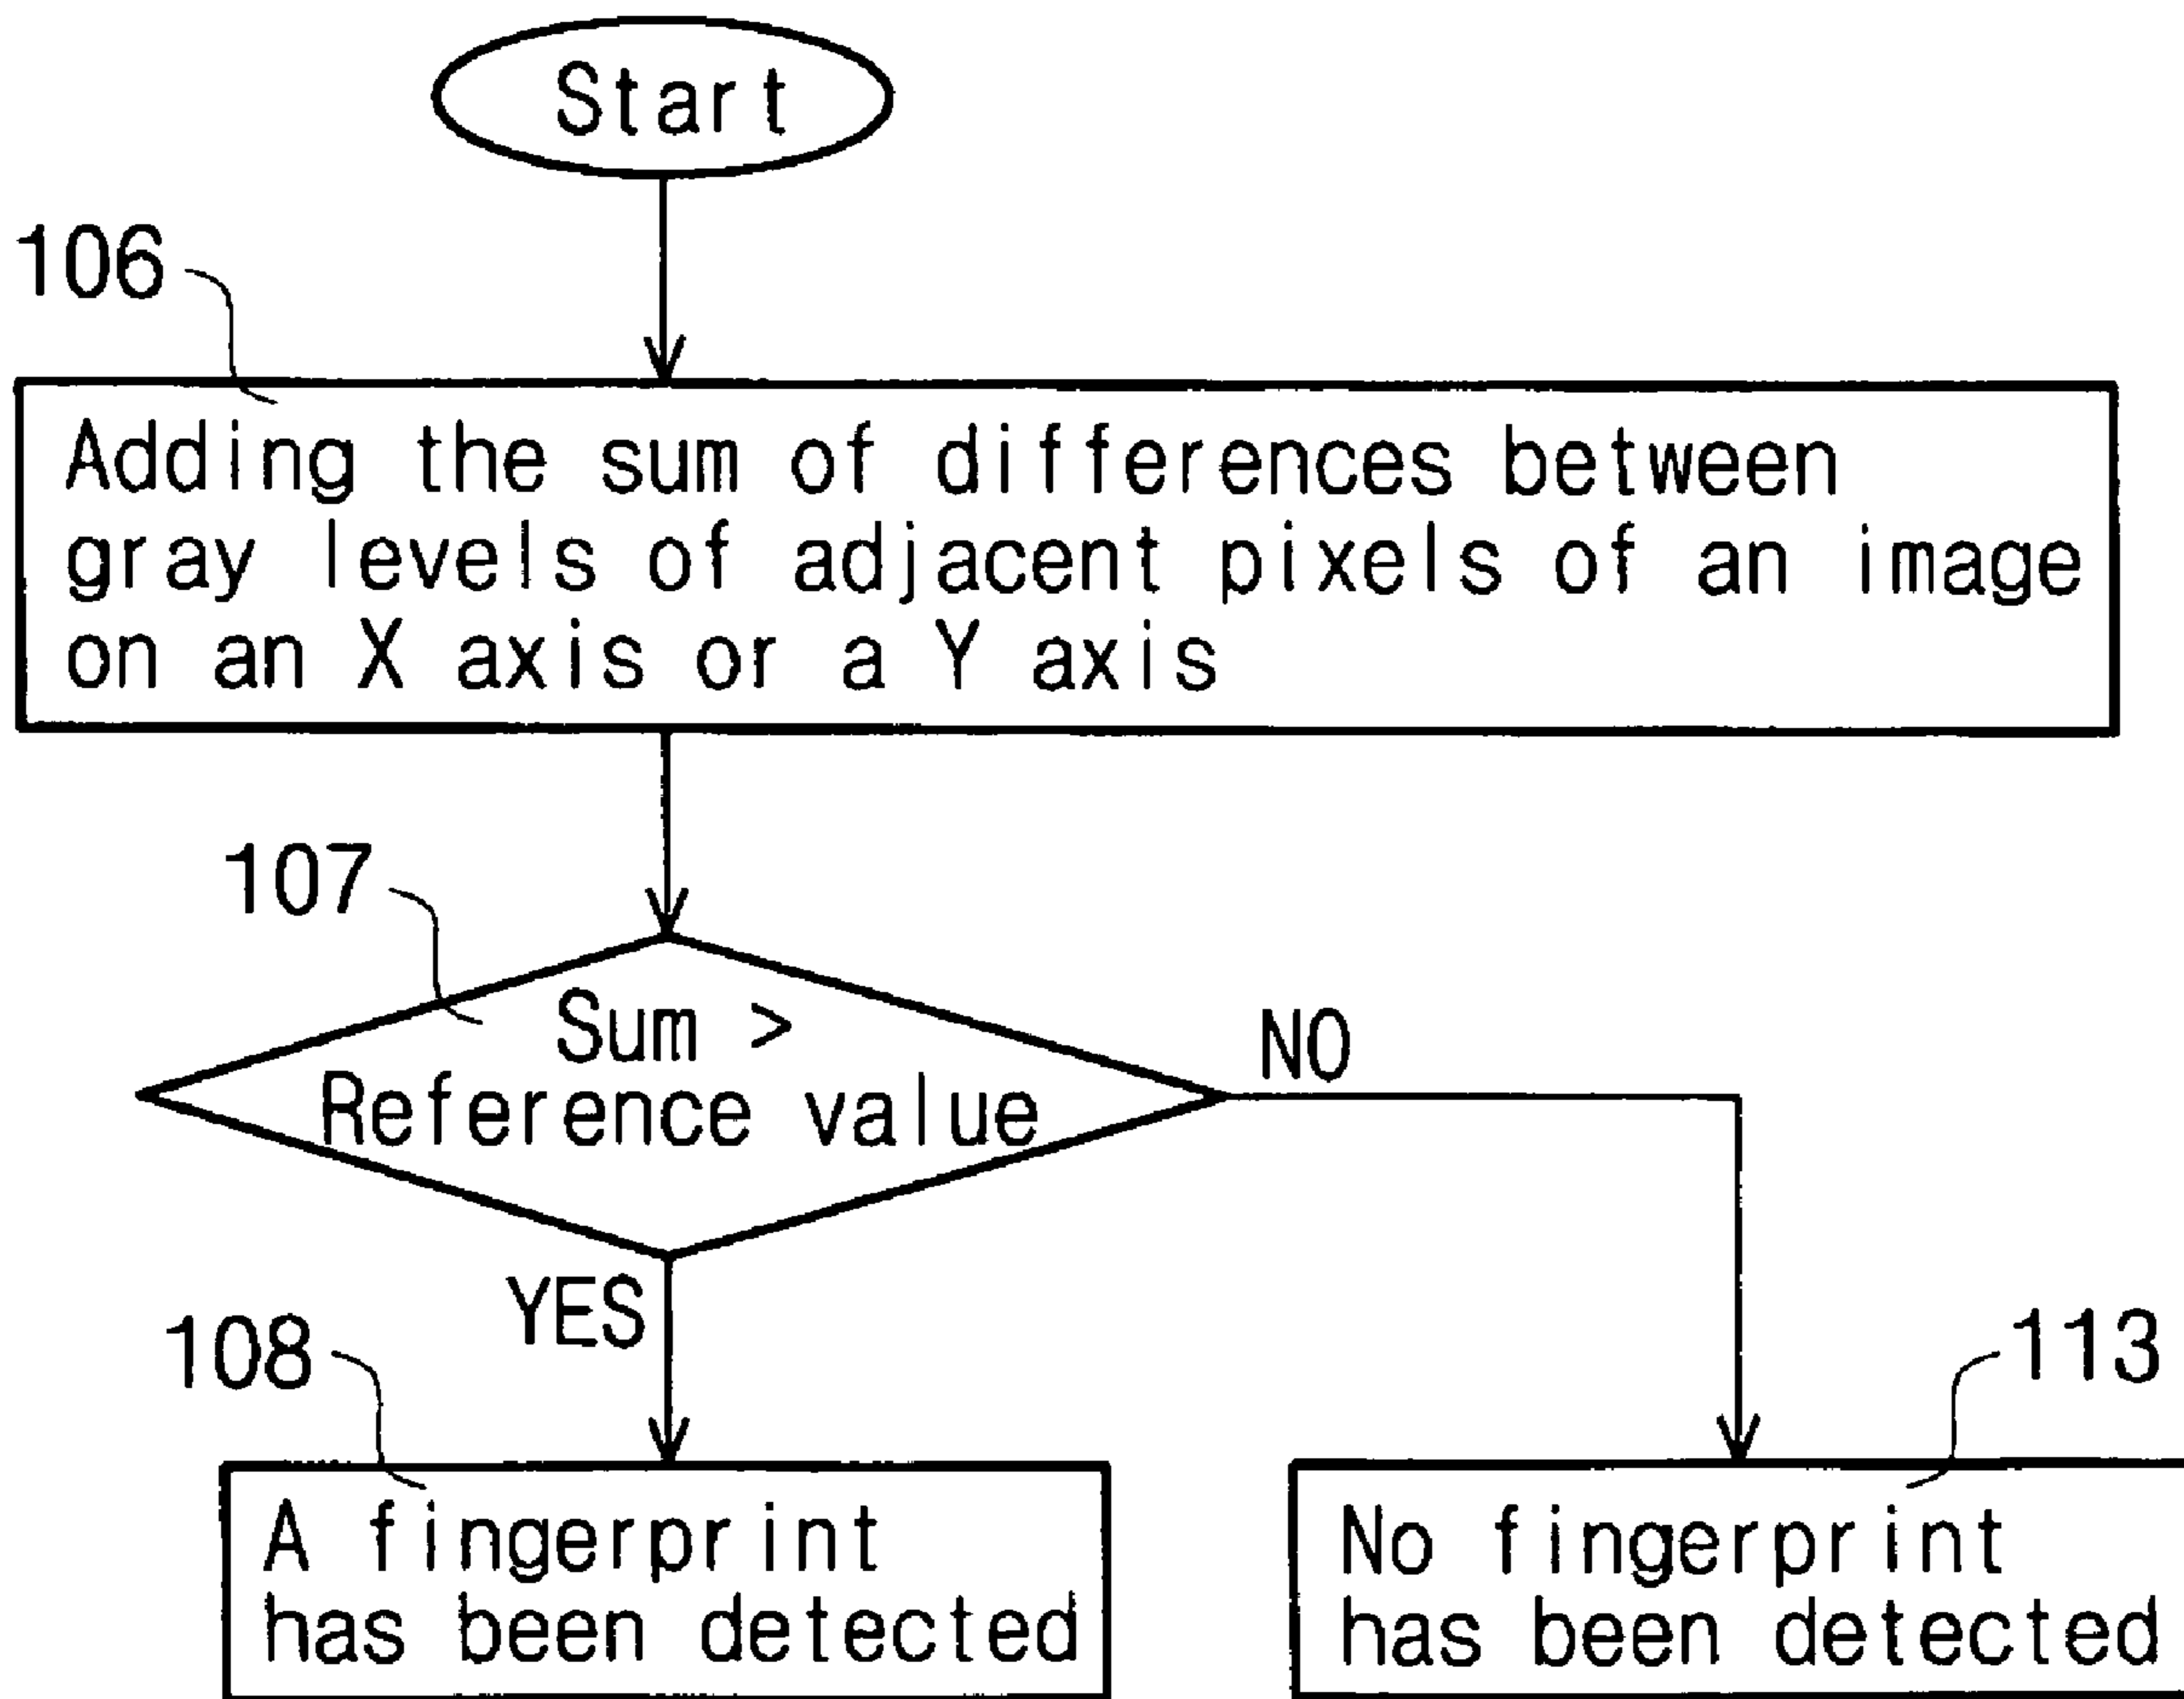 Start
106
Adding the sum of differences between
gray levels of adjacent pixels of an image
on an X axis or a Y axis
107
Sum >
Reference value
NO
YES
108
113
A fingerprint
has been detected
No fingerprint
has been detected